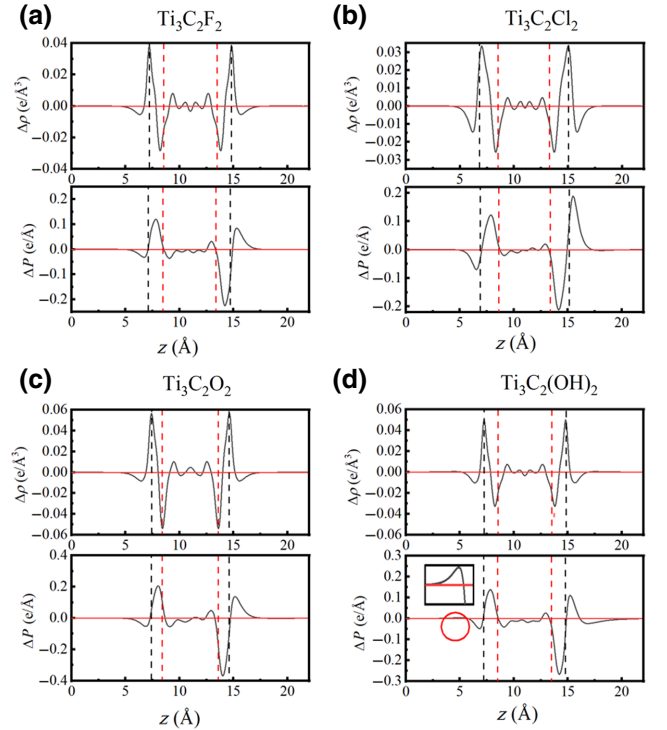 (a) Ti₃C₂F₂
0.04
0.02
0.00
−0.02
−0.04
Δρ (e/Å³)
0 5 10 15 20
0.2
0.1
0.0
−0.1
−0.2
ΔP (e/Å)
0 5 10 15 20
z (Å)
(b) Ti₃C₂Cl₂
0.03
0.02
0.01
0.00
−0.01
−0.02
−0.03
Δρ (e/Å³)
0 5 10 15 20
0.2
0.1
0.0
−0.1
−0.2
ΔP (e/Å)
0 5 10 15 20
z (Å)
(c) Ti₃C₂O₂
0.06
0.04
0.02
0.00
−0.02
−0.04
−0.06
Δρ (e/Å³)
0 5 10 15 20
0.4
0.2
0.0
−0.2
−0.4
ΔP (e/Å)
0 5 10 15 20
z (Å)
(d) Ti₃C₂(OH)₂
0.06
0.04
0.02
0.00
−0.02
−0.04
−0.06
Δρ (e/Å³)
0 5 10 15 20
0.3
0.2
0.1
0.0
−0.1
−0.2
−0.3
ΔP (e/Å)
0 5 10 15 20
z (Å)